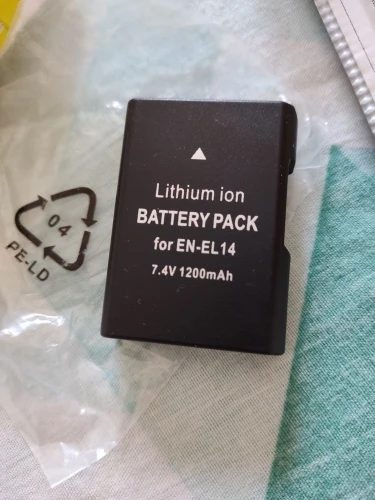 Lithium ion
BATTERY PACK
for EN-EL14
7.4V 1200mAh
04
PE-LD